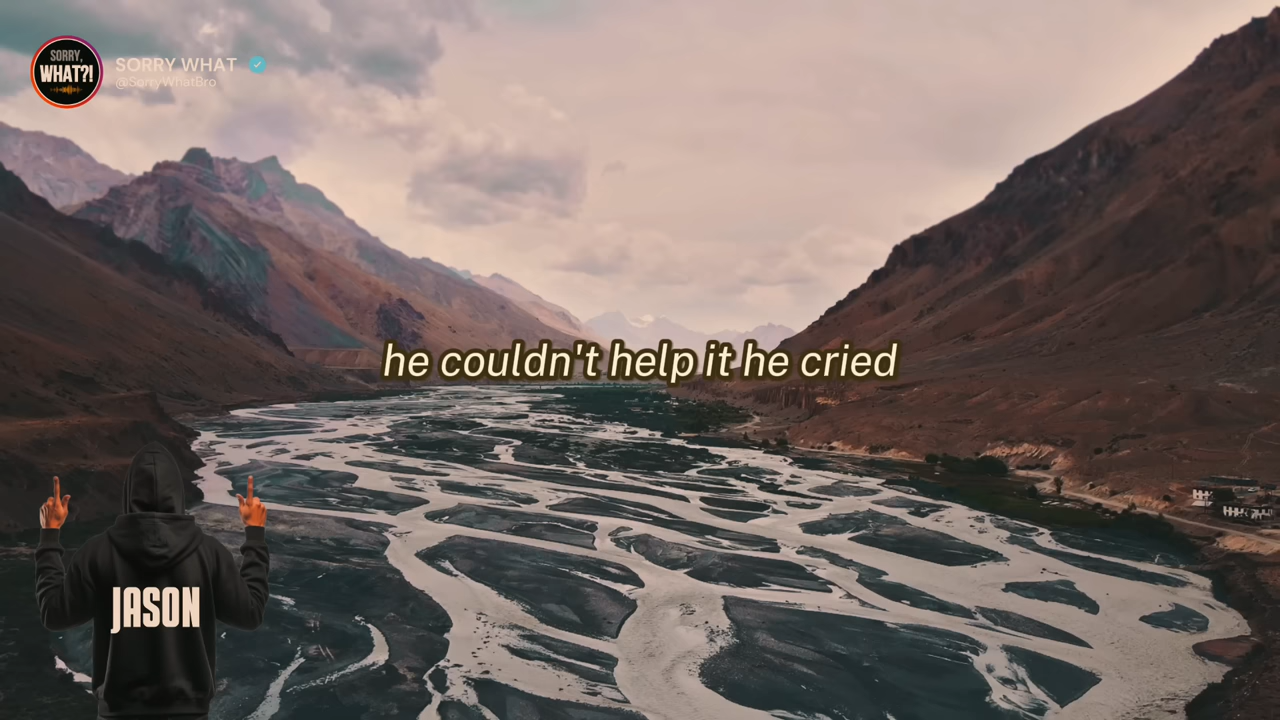 SORRY,
WHAT?!
SORRY WHAT
@SorryWhatBro
he couldn't help it he cried
JASON